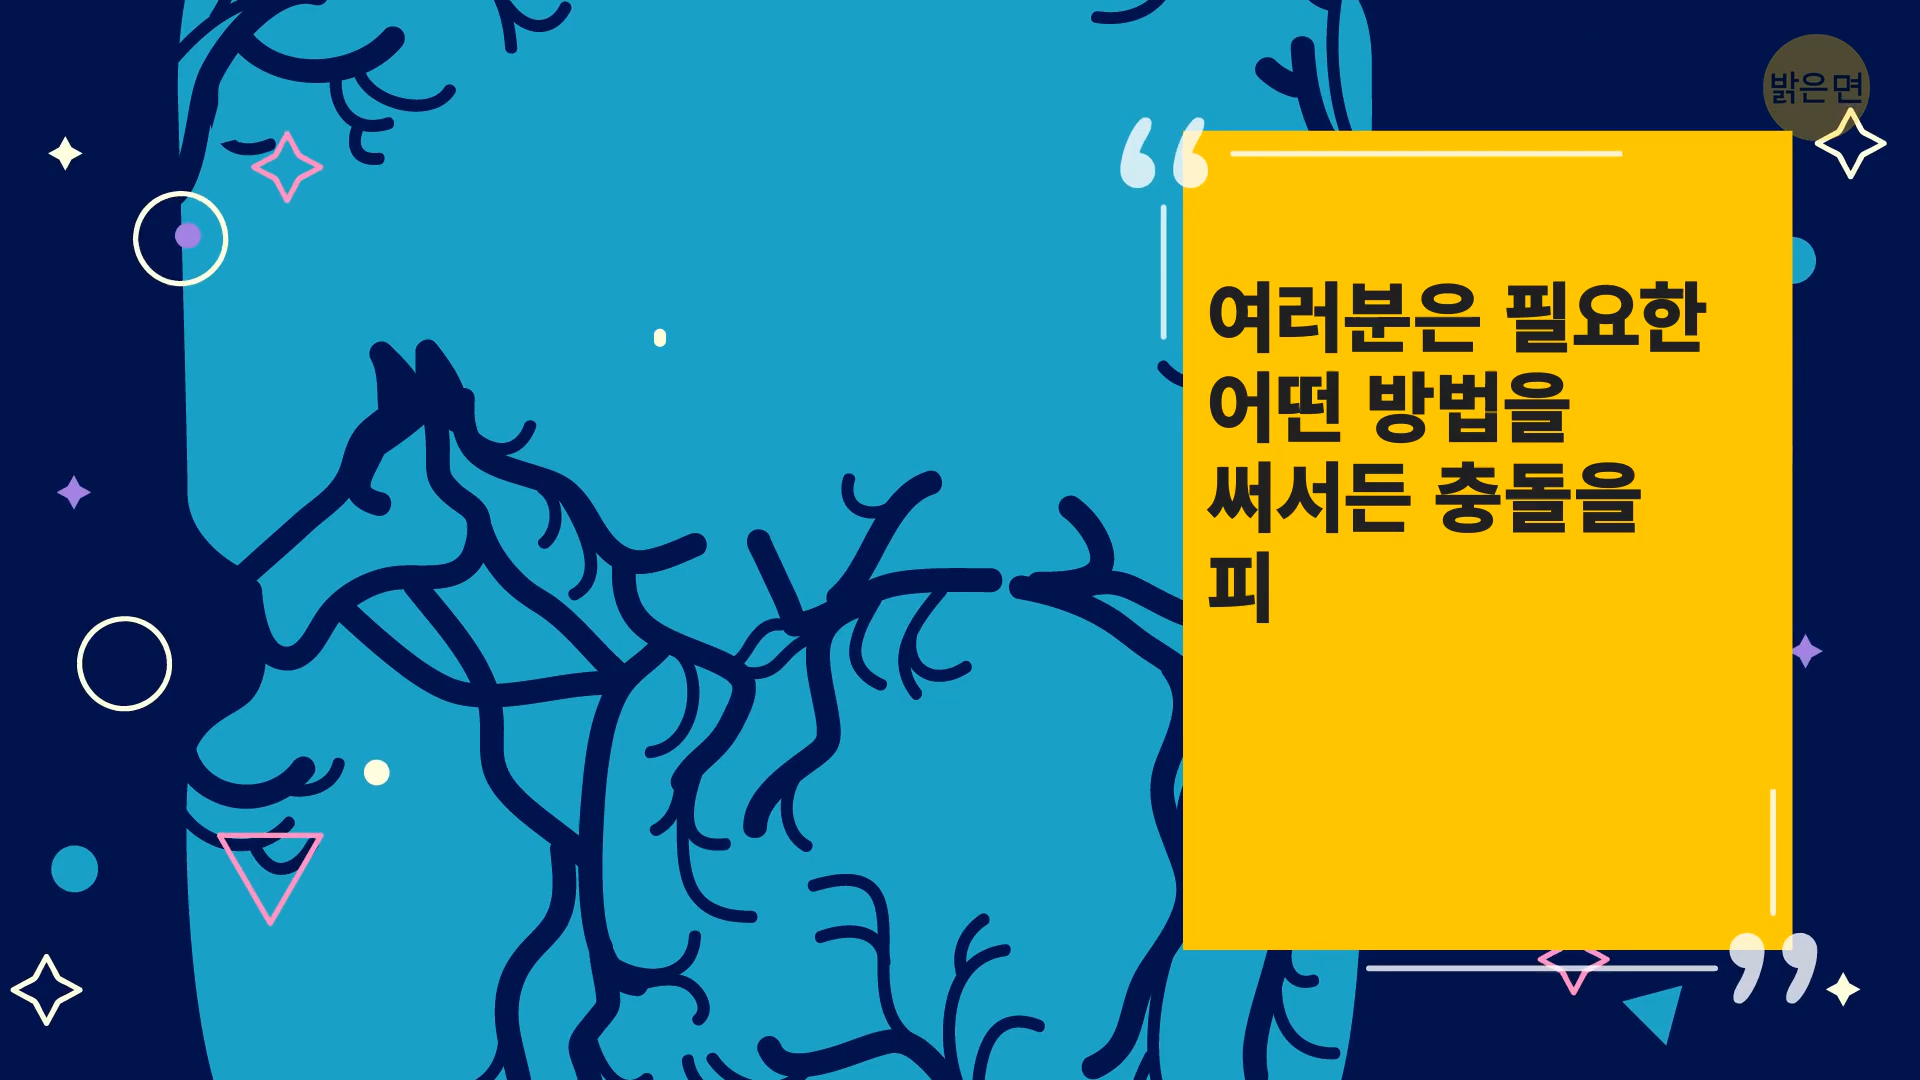 밝은면
여러분은 필요한
어떤 방법을
써서든 충돌을
피